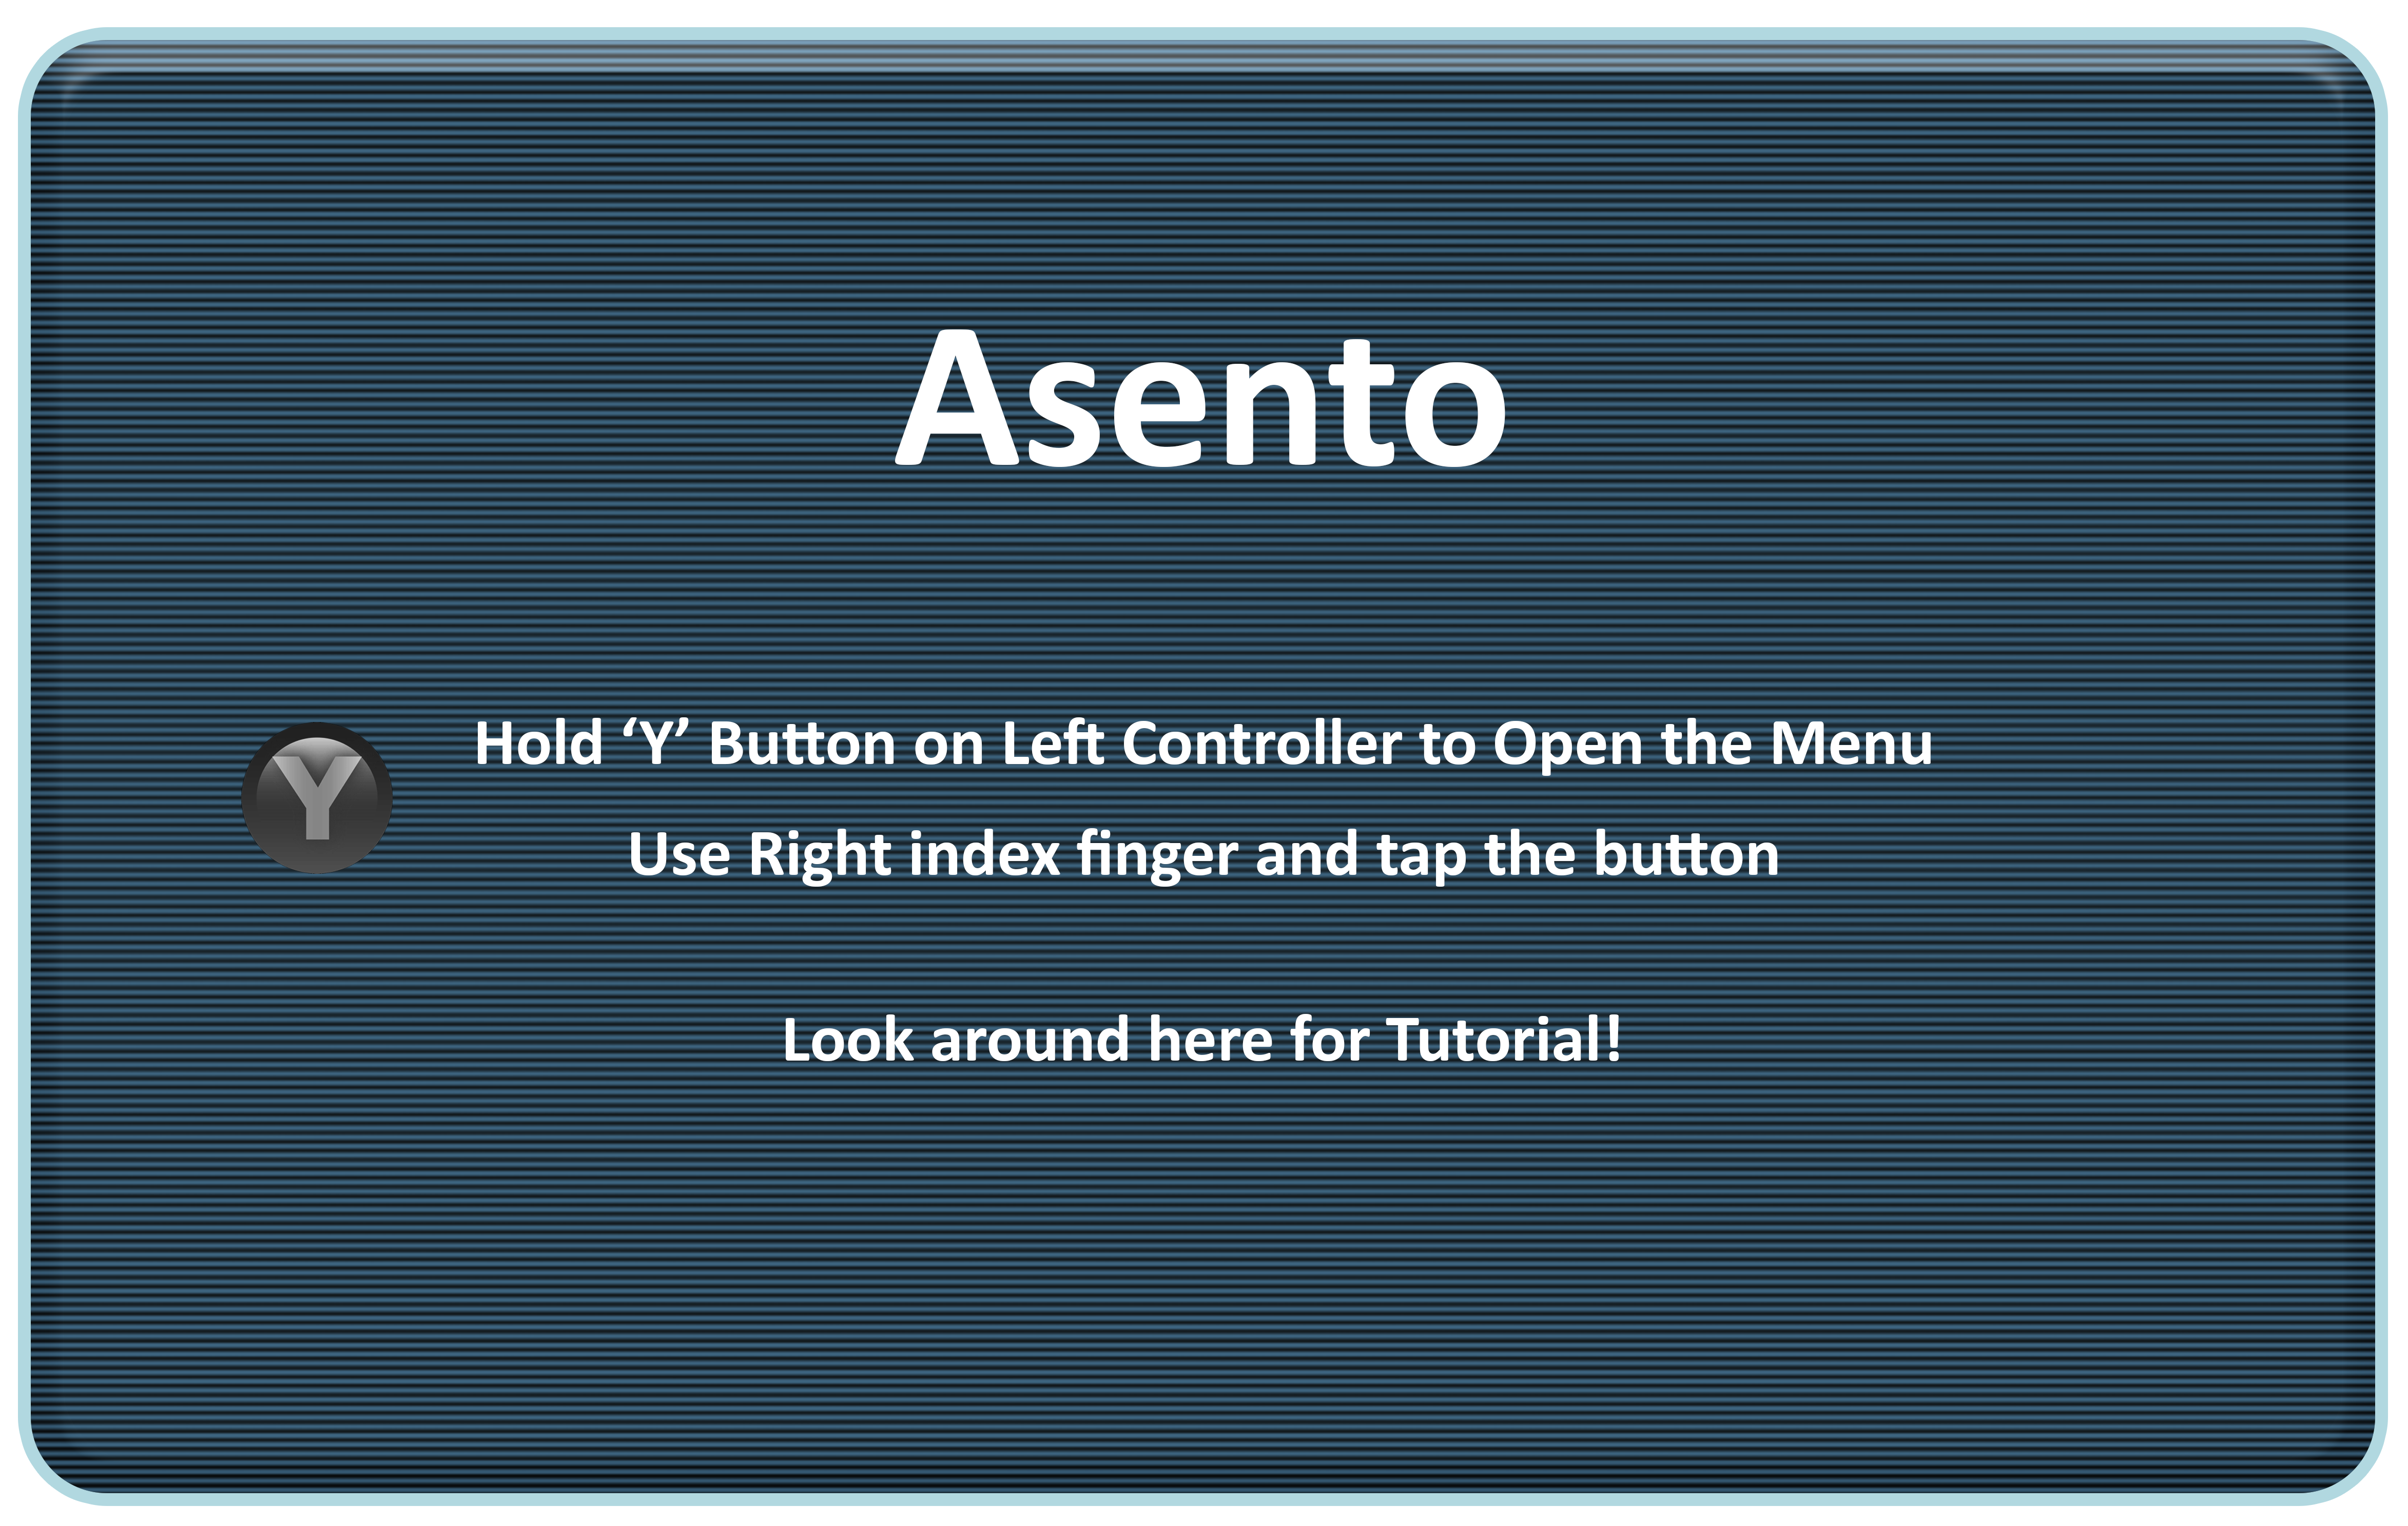 Asento
Hold ‘Y’ Button on Left Controller to Open the Menu
Y
Use Right index finger and tap the button
Look around here for Tutorial!